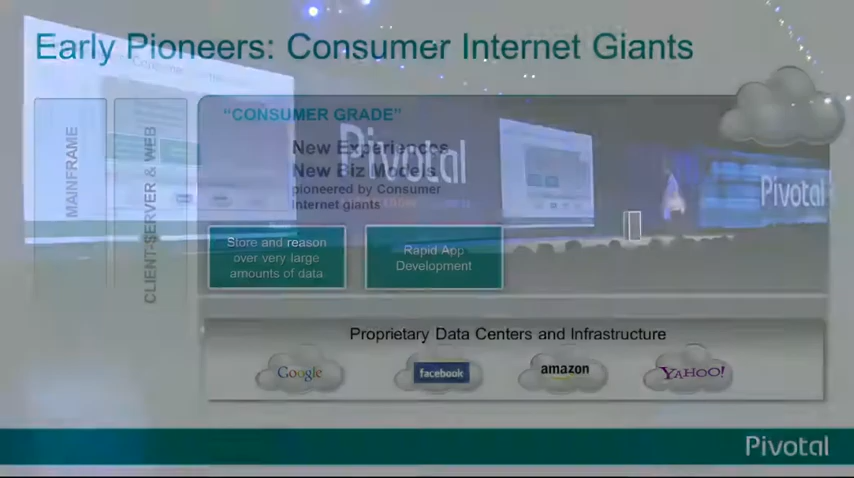 Early Pioneers: Consumer Internet Giants
MAINFRAME
CLIENT-SERVER & WEB
"CONSUMER GRADE"
New Experiences
New Biz Models
pioneered by Consumer
Internet giants
Pivotal
Pivotal
Store and reason
over very large
amounts of data
Rapid App
Development
Proprietary Data Centers and Infrastructure
Google
facebook
amazon
YAHOO!
Pivotal